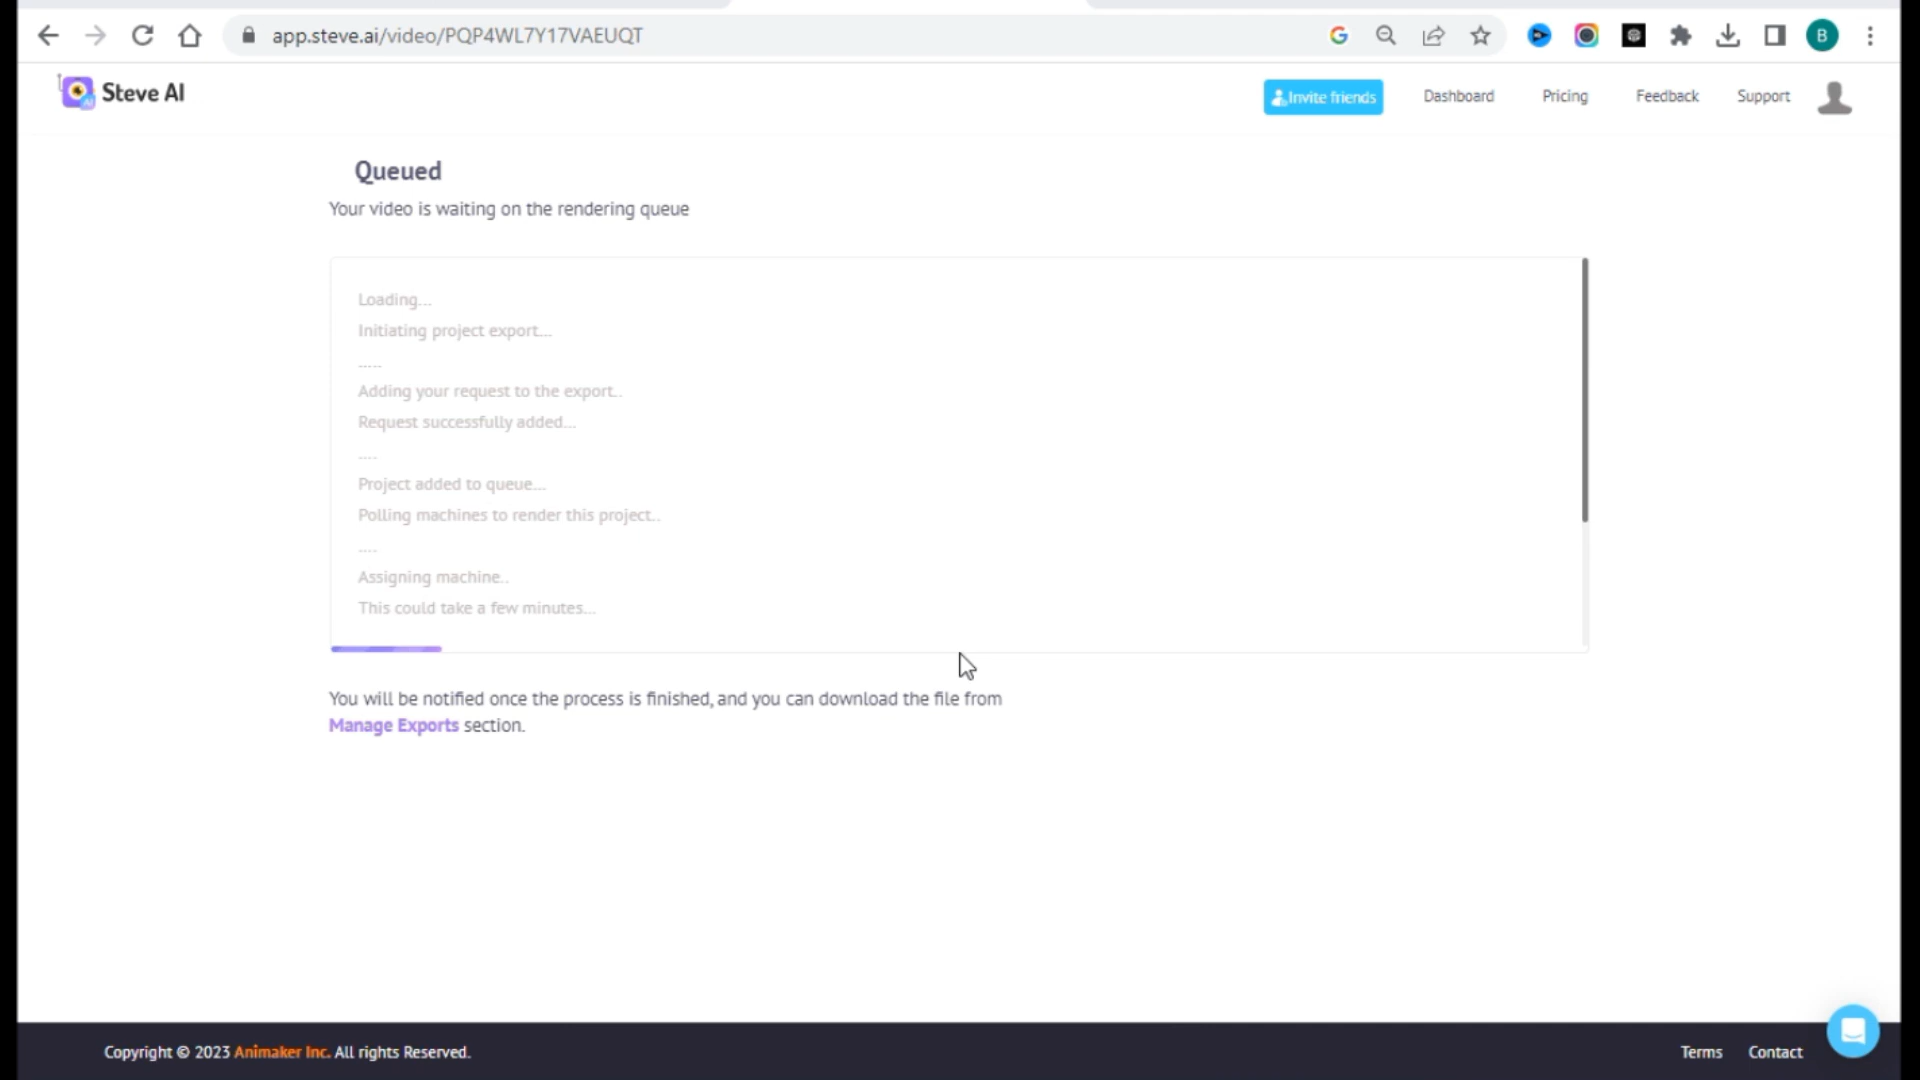 app.steve.ai/video/PQP4WL7Y17VAEUQT
B
Steve AI
Invite friends
Dashboard
Pricing
Feedback
Support
Queued
Your video is waiting on the rendering queue
Loading...
Initiating project export...
.....
Adding your request to the export..
Request successfully added...
....
Project added to queue...
Polling machines to render this project..
....
Assigning machine..
This could take a few minutes...
You will be notified once the process is finished, and you can download the file from
Manage Exports section.
Copyright © 2023 Animaker Inc. All rights Reserved.
Terms
Contact